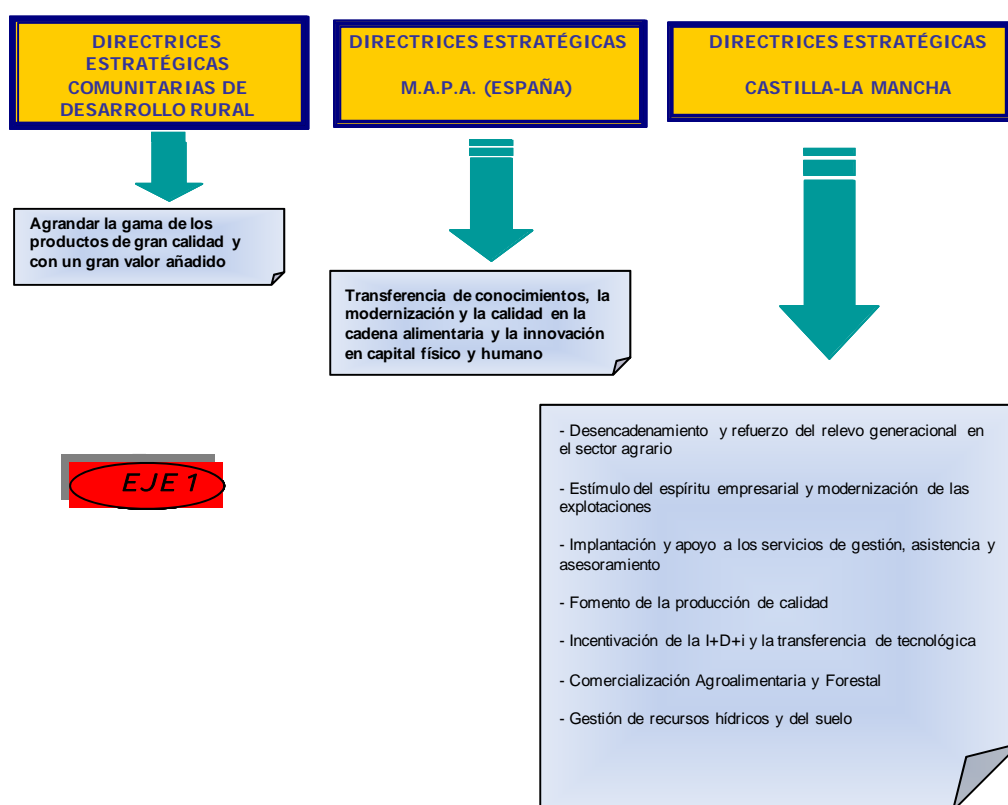 DIRECTRICES
ESTRATÉGICAS
COMUNITARIAS DE
DESARROLLO RURAL
DIRECTRICES ESTRATÉGICAS
M.A.P.A. (ESPAÑA)
DIRECTRICES ESTRATÉGICAS
CASTILLA-LA MANCHA
Agrandar la gama de los
productos de gran calidad y
con un gran valor añadido
Transferencia de conocimientos, la
modernización y la calidad en la
cadena alimentaria y la innovación
en capital físico y humano
EJE 1
- Desencadenamiento y refuerzo del relevo generacional en
el sector agrario
- Estímulo del espíritu empresarial y modernización de las
explotaciones
- Implantación y apoyo a los servicios de gestión, asistencia y
asesoramiento
- Fomento de la producción de calidad
- Incentivación de la I+D+i y la transferencia de tecnológica
- Comercialización Agroalimentaria y Forestal
- Gestión de recursos hídricos y del suelo